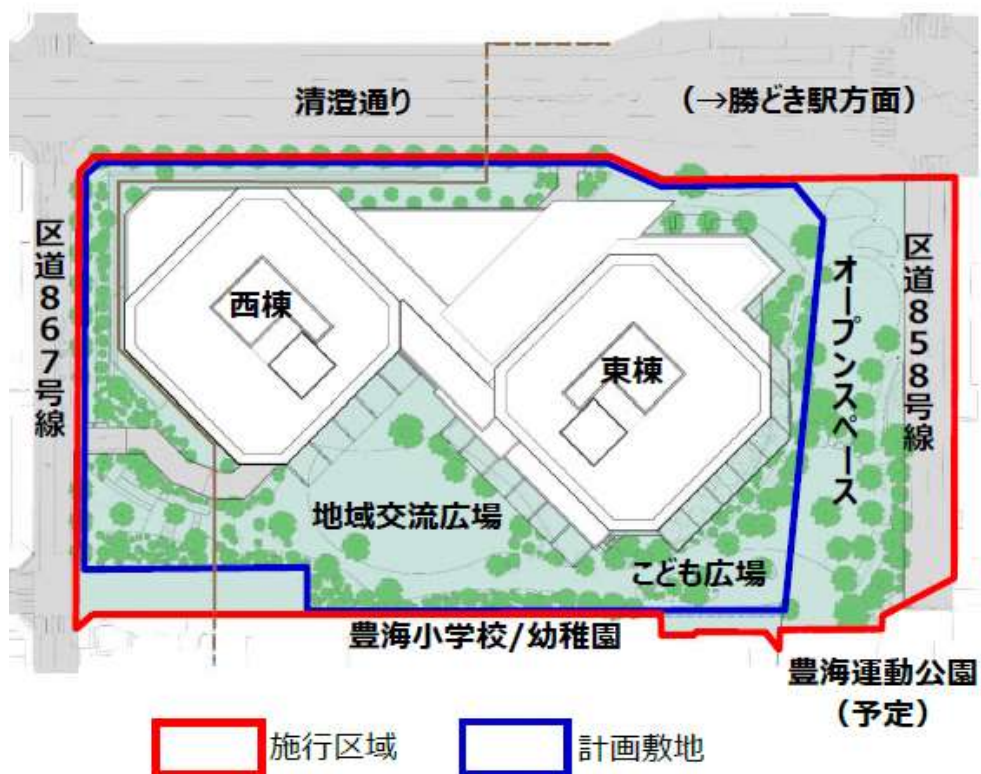 清澄通り
（→勝どき駅方面）
区道８６７号線
西棟
東棟
オープンスペース
区道８５８号線
地域交流広場
こども広場
豊海小学校/幼稚園
豊海運動公園
（予定）
施行区域
計画敷地